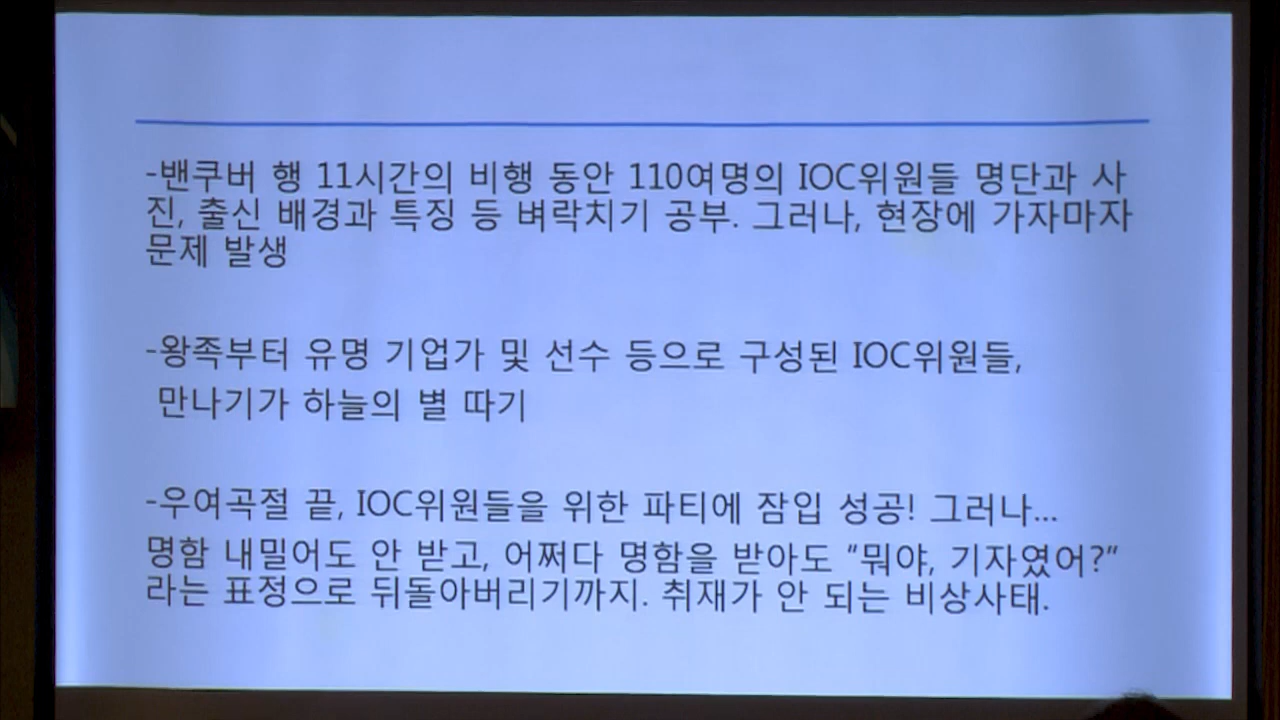 -밴쿠버 행 11시간의 비행 동안 110여명의 IOC위원들 명단과 사
진, 출신 배경과 특징 등 벼락치기 공부. 그러나, 현장에 가자마자
문제 발생
-왕족부터 유명 기업가 및 선수 등으로 구성된 IOC위원들,
만나기가 하늘의 별 따기
-우여곡절 끝, IOC위원들을 위한 파티에 잠입 성공! 그러나...
명함 내밀어도 안 받고, 어쩌다 명함을 받아도 “뭐야, 기자였어?”
라는 표정으로 뒤돌아버리기까지. 취재가 안 되는 비상사태.